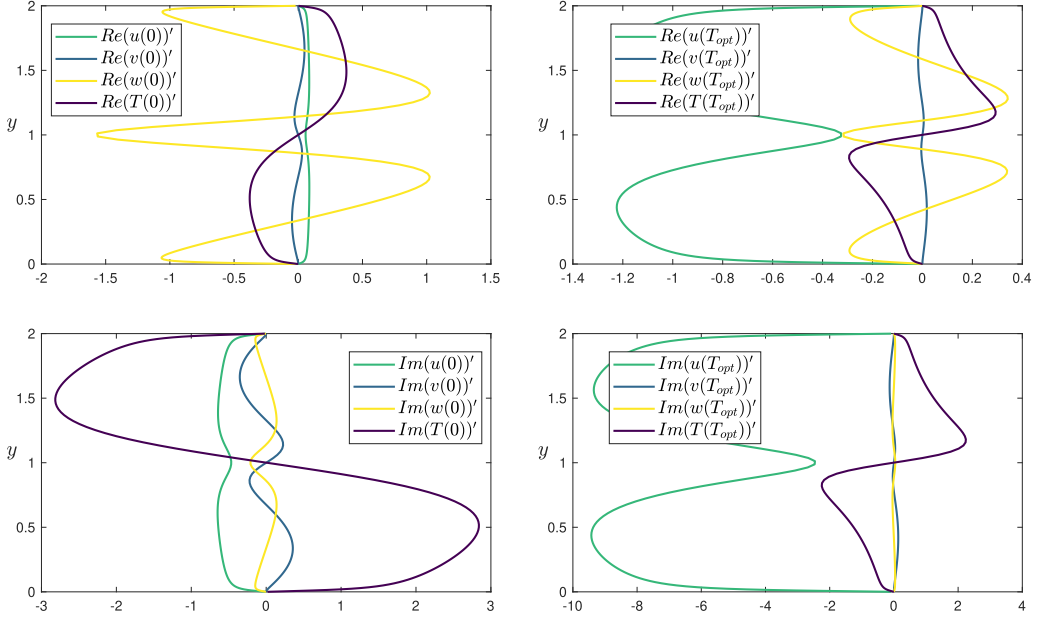 2
1.5
1
0.5
0
y
Re(u(0))′
Re(v(0))′
Re(w(0))′
Re(T(0))′
-2 -1.5 -1 -0.5 0 0.5 1 1.5
2
1.5
1
0.5
0
y
Re(u(T_opt))′
Re(v(T_opt))′
Re(w(T_opt))′
Re(T(T_opt))′
-1.4 -1.2 -1 -0.8 -0.6 -0.4 -0.2 0 0.2 0.4
2
1.5
1
0.5
0
y
Im(u(0))′
Im(v(0))′
Im(w(0))′
Im(T(0))′
-3 -2 -1 0 1 2 3
2
1.5
1
0.5
0
y
Im(u(T_opt))′
Im(v(T_opt))′
Im(w(T_opt))′
Im(T(T_opt))′
-10 -8 -6 -4 -2 0 2 4